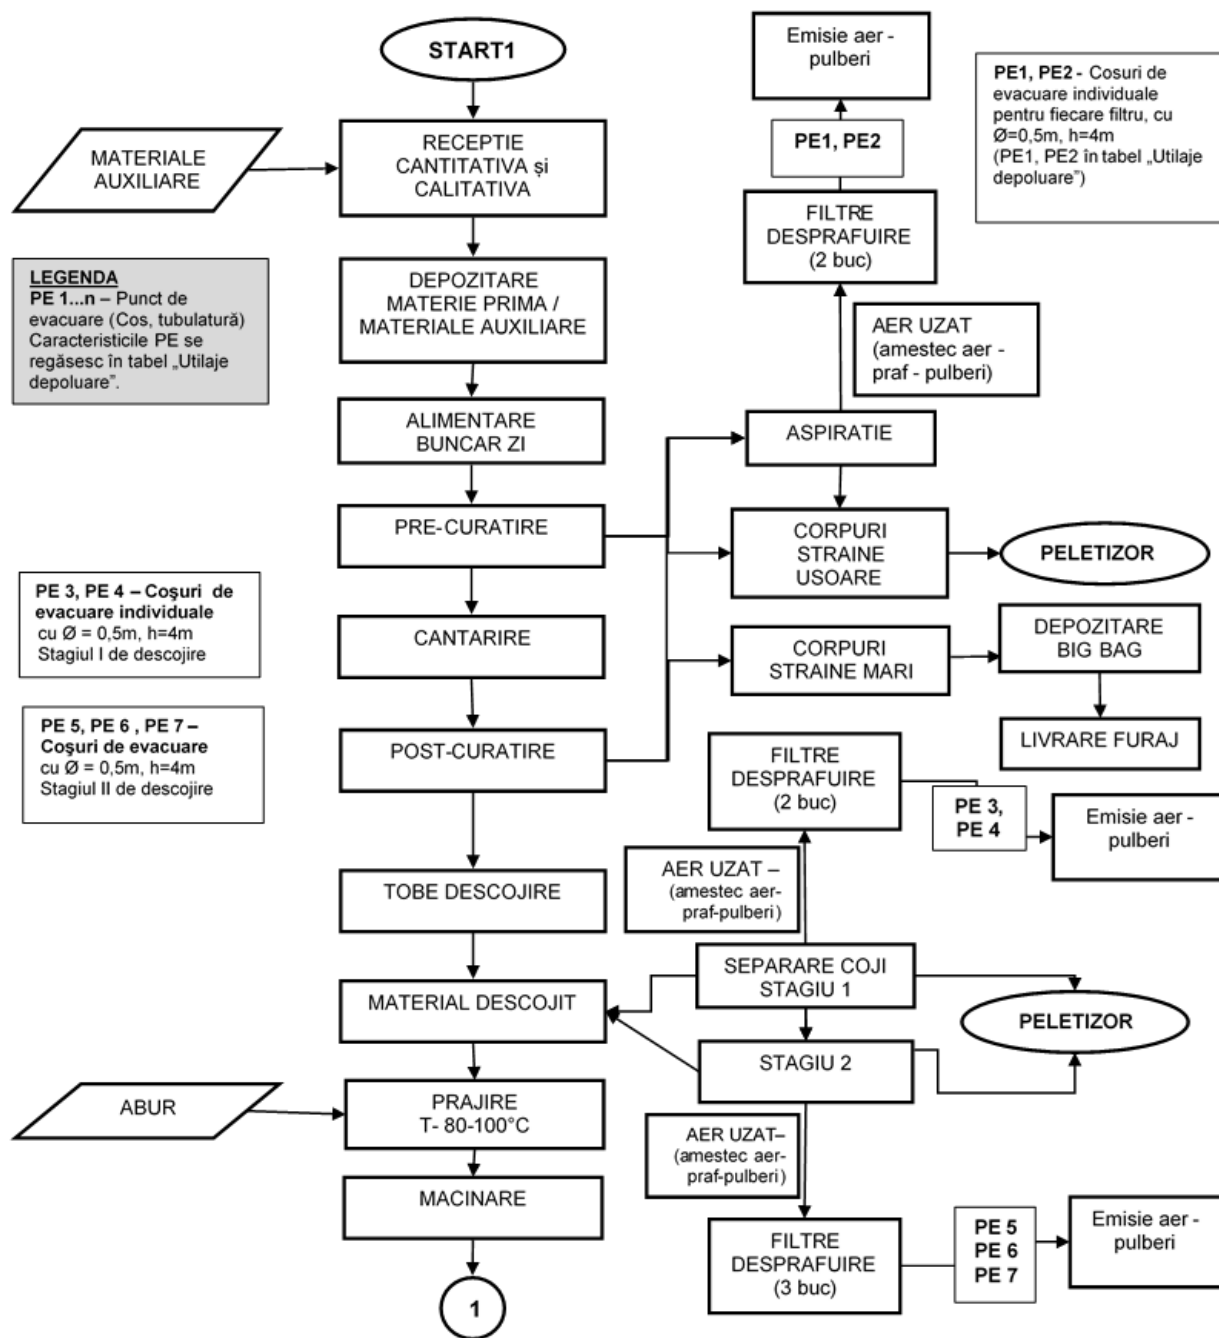 START1
Emisie aer -
pulberi
PE1, PE2 - Cosuri de
evacuare individuale
pentru fiecare filtru, cu
Ø=0,5m, h=4m
(PE1, PE2 în tabel „Utilaje
depoluare”)
MATERIALE
AUXILIARE
RECEPTIE
CANTITATIVA și
CALITATIVA
PE1, PE2
FILTRE
DESPRAFUIRE
(2 buc)
LEGENDA
PE 1...n – Punct de
evacuare (Cos, tubulatură)
Caracteristicile PE se
regăsesc în tabel „Utilaje
depoluare”.
DEPOZITARE
MATERIE PRIMA /
MATERIALE AUXILIARE
AER UZAT
(amestec aer -
praf - pulberi)
ALIMENTARE
BUNCAR ZI
ASPIRATIE
PRE-CURATIRE
CORPURI
STRAINE
USOARE
PELETIZOR
PE 3, PE 4 – Coşuri de
evacuare individuale
cu Ø = 0,5m, h=4m
Stagiul I de descojire
CANTARIRE
CORPURI
STRAINE MARI
DEPOZITARE
BIG BAG
PE 5, PE 6 , PE 7 –
Coşuri de evacuare
cu Ø = 0,5m, h=4m
Stagiul II de descojire
POST-CURATIRE
LIVRARE FURAJ
FILTRE
DESPRAFUIRE
(2 buc)
PE 3,
PE 4
Emisie aer -
pulberi
TOBE DESCOJIRE
AER UZAT –
(amestec aer-
praf-pulberi)
SEPARARE COJI
STAGIU 1
MATERIAL DESCOJIT
PELETIZOR
STAGIU 2
ABUR
PRAJIRE
T- 80-100°C
AER UZAT–
(amestec aer-
praf-pulberi)
MACINARE
FILTRE
DESPRAFUIRE
(3 buc)
PE 5
PE 6
PE 7
Emisie aer -
pulberi
1